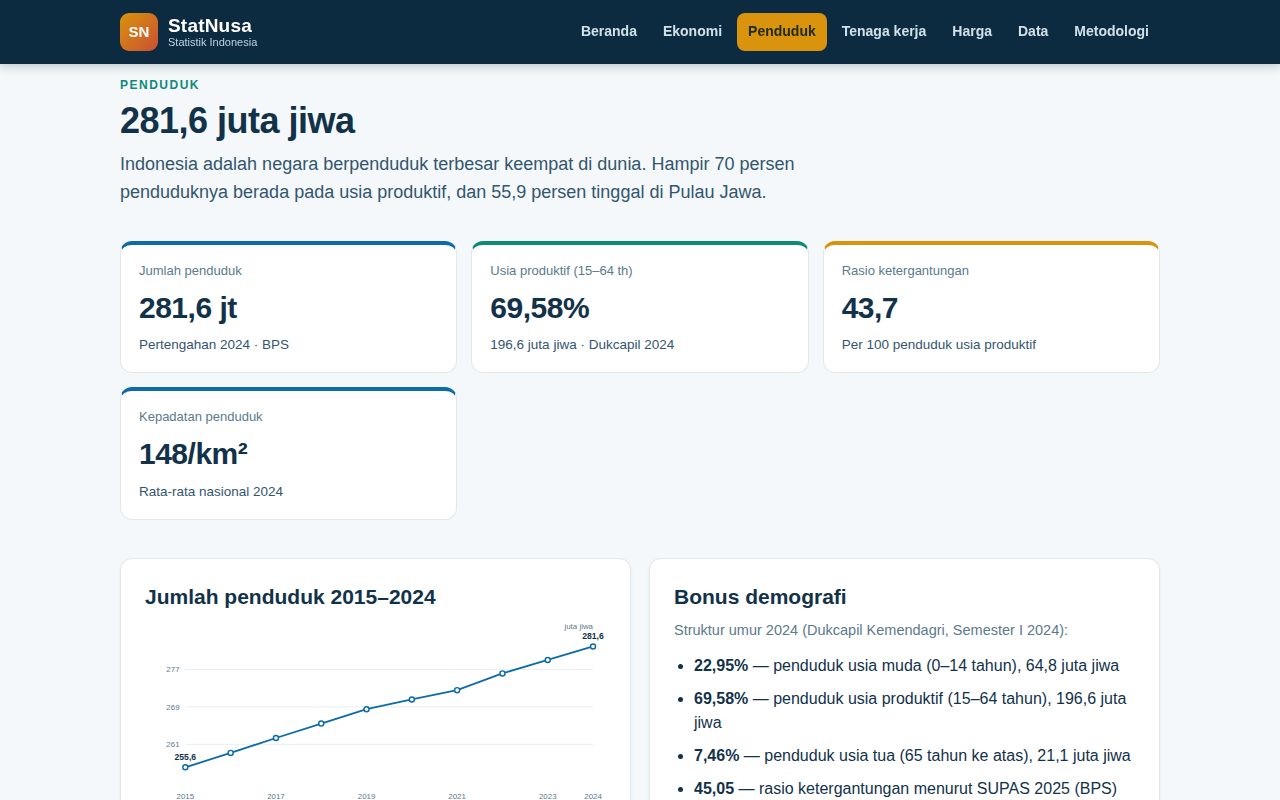 SN
StatNusa
Statistik Indonesia
Beranda
Ekonomi
Penduduk
Tenaga kerja
Harga
Data
Metodologi
PENDUDUK
281,6 juta jiwa
Indonesia adalah negara berpenduduk terbesar keempat di dunia. Hampir 70 persen
penduduknya berada pada usia produktif, dan 55,9 persen tinggal di Pulau Jawa.
Jumlah penduduk
281,6 jt
Pertengahan 2024 · BPS
Usia produktif (15–64 th)
69,58%
196,6 juta jiwa · Dukcapil 2024
Rasio ketergantungan
43,7
Per 100 penduduk usia produktif
Kepadatan penduduk
148/km²
Rata-rata nasional 2024
Jumlah penduduk 2015–2024
juta jiwa
281,6
277
269
261
255,6
2015
2017
2019
2021
2023
2024
Bonus demografi
Struktur umur 2024 (Dukcapil Kemendagri, Semester I 2024):
• 22,95% — penduduk usia muda (0–14 tahun), 64,8 juta jiwa
• 69,58% — penduduk usia produktif (15–64 tahun), 196,6 juta
jiwa
• 7,46% — penduduk usia tua (65 tahun ke atas), 21,1 juta jiwa
• 45,05 — rasio ketergantungan menurut SUPAS 2025 (BPS)